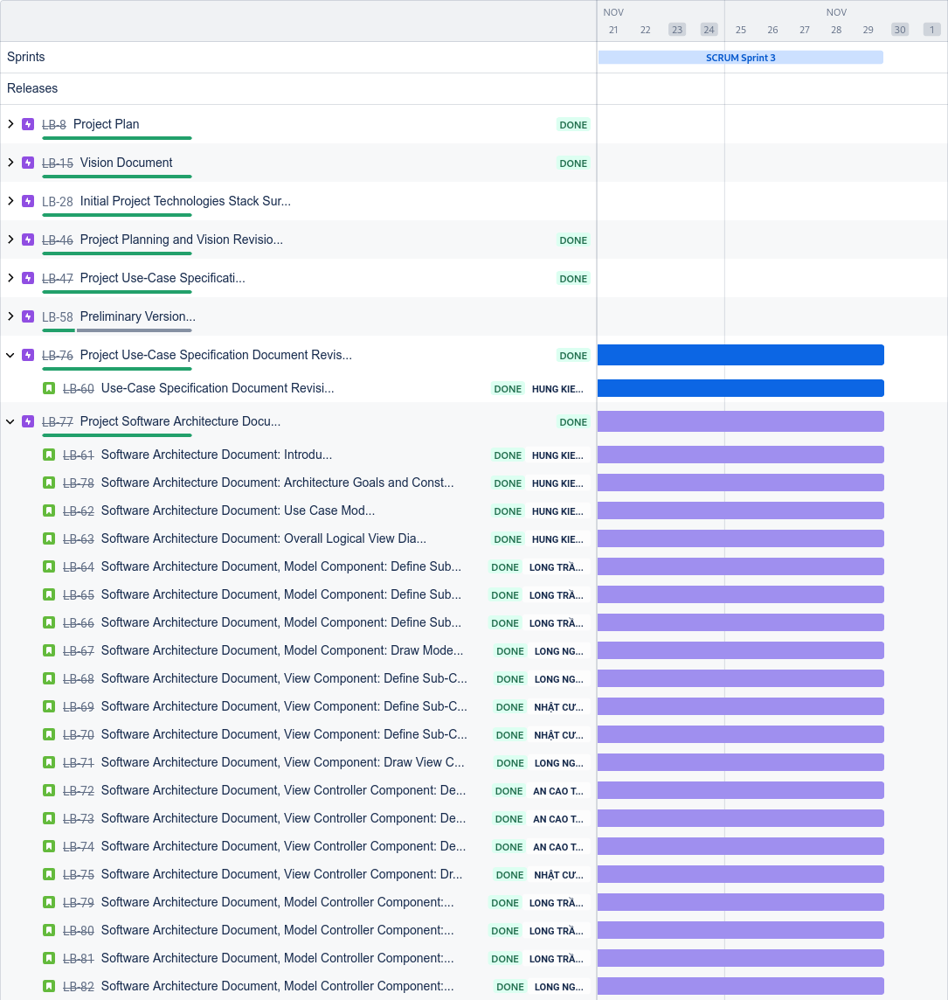 NOV NOV
21 22 23 24 25 26 27 28 29 30 1
Sprints SCRUM Sprint 3
Releases
LB-8 Project Plan DONE
LB-15 Vision Document DONE
LB-28 Initial Project Technologies Stack Sur...
LB-46 Project Planning and Vision Revisio... DONE
LB-47 Project Use-Case Specificati... DONE
LB-58 Preliminary Version...
LB-76 Project Use-Case Specification Document Revis... DONE
LB-60 Use-Case Specification Document Revisi... DONE HUNG KIE...
LB-77 Project Software Architecture Docu... DONE
LB-61 Software Architecture Document: Introdu... DONE HUNG KIE...
LB-78 Software Architecture Document: Architecture Goals and Const... DONE HUNG KIE...
LB-62 Software Architecture Document: Use Case Mod... DONE HUNG KIE...
LB-63 Software Architecture Document: Overall Logical View Dia... DONE HUNG KIE...
LB-64 Software Architecture Document, Model Component: Define Sub... DONE LONG TRẦ...
LB-65 Software Architecture Document, Model Component: Define Sub... DONE LONG TRẦ...
LB-66 Software Architecture Document, Model Component: Define Sub... DONE LONG TRẦ...
LB-67 Software Architecture Document, Model Component: Draw Mode... DONE LONG NG...
LB-68 Software Architecture Document, View Component: Define Sub-C... DONE LONG NG...
LB-69 Software Architecture Document, View Component: Define Sub-C... DONE NHẬT CƯ...
LB-70 Software Architecture Document, View Component: Define Sub-C... DONE NHẬT CƯ...
LB-71 Software Architecture Document, View Component: Draw View C... DONE LONG NG...
LB-72 Software Architecture Document, View Controller Component: De... DONE AN CAO T...
LB-73 Software Architecture Document, View Controller Component: De... DONE AN CAO T...
LB-74 Software Architecture Document, View Controller Component: De... DONE AN CAO T...
LB-75 Software Architecture Document, View Controller Component: Dr... DONE NHẬT CƯ...
LB-79 Software Architecture Document, Model Controller Component:... DONE LONG TRẦ...
LB-80 Software Architecture Document, Model Controller Component:... DONE LONG TRẦ...
LB-81 Software Architecture Document, Model Controller Component:... DONE LONG TRẦ...
LB-82 Software Architecture Document, Model Controller Component:... DONE LONG NG...